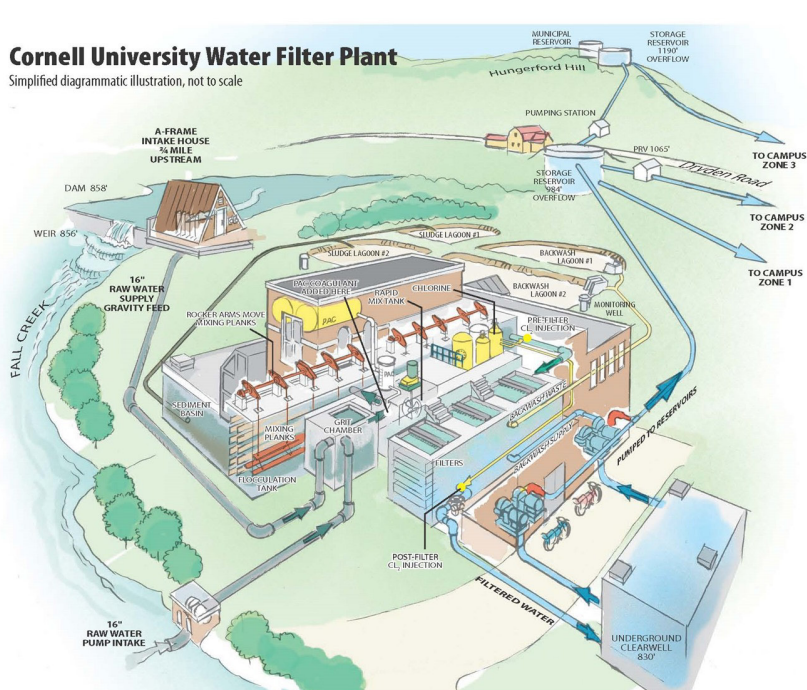 Cornell University Water Filter Plant
Simplified diagrammatic illustration, not to scale
MUNICIPAL
RESERVOIR
STORAGE
RESERVOIR
1190'
OVERFLOW
Hungerford Hill
PUMPING STATION
A-FRAME
INTAKE HOUSE
¾ MILE
UPSTREAM
PRV 1065'
TO CAMPUS
ZONE 3
Dryden Road
STORAGE
RESERVOIR
984'
OVERFLOW
DAM 858'
TO CAMPUS
ZONE 2
WEIR 856'
SLUDGE LAGOON #1
SLUDGE LAGOON #2
BACKWASH
LAGOON #1
TO CAMPUS
ZONE 1
16"
RAW WATER
SUPPLY
GRAVITY FEED
PAC COAGULANT
ADDED HERE
RAPID
MIX TANK
CHLORINE
BACKWASH
LAGOON #2
MONITORING
WELL
ROCKER ARMS MOVE
MIXING PLANKS
PAC
PRE-FILTER
CL2 INJECTION
FALL CREEK
PAC
SEDIMENT
BASIN
MIXING
PLANKS
GRIT
CHAMBER
BACKWASH WASTE
BACKWASH SUPPLY
PUMPED TO RESERVOIRS
FLOCCULATION
TANK
FILTERS
POST-FILTER
CL2 INJECTION
FILTERED WATER
16"
RAW WATER
PUMP INTAKE
UNDERGROUND
CLEARWELL
830'